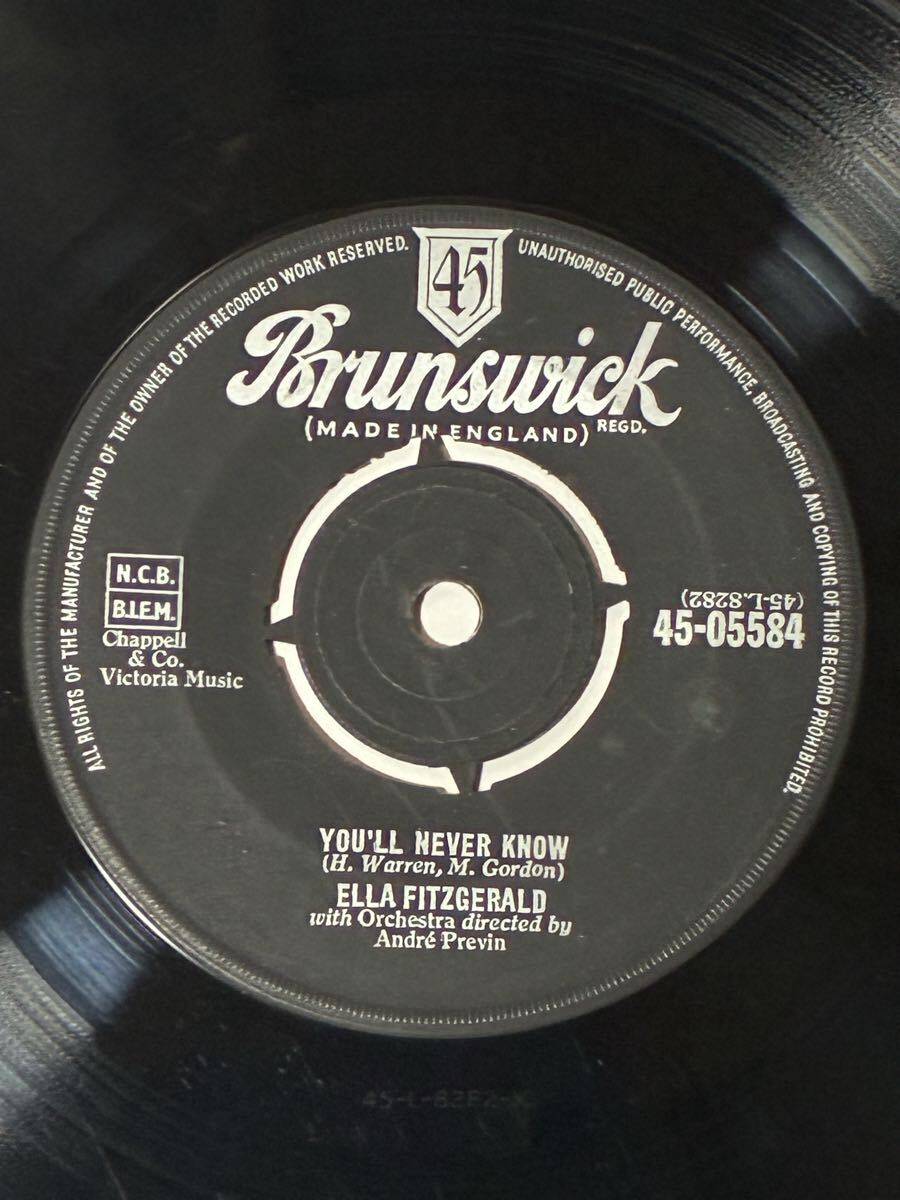 ALL RIGHTS OF THE MANUFACTURER AND OF THE OWNER OF THE RECORDED WORK RESERVED.
UNAUTHORISED PUBLIC PERFORMANCE, BROADCASTING AND COPYING OF THIS RECORD PROHIBITED.
45
Brunswick
(MADE IN ENGLAND) REGD.
N.C.B.
B.I.E.M.
Chappell
& Co.
Victoria Music
(45-L.8282)
45-05584
YOU'LL NEVER KNOW
(H. Warren, M. Gordon)
ELLA FITZGERALD
with Orchestra directed by
André Previn